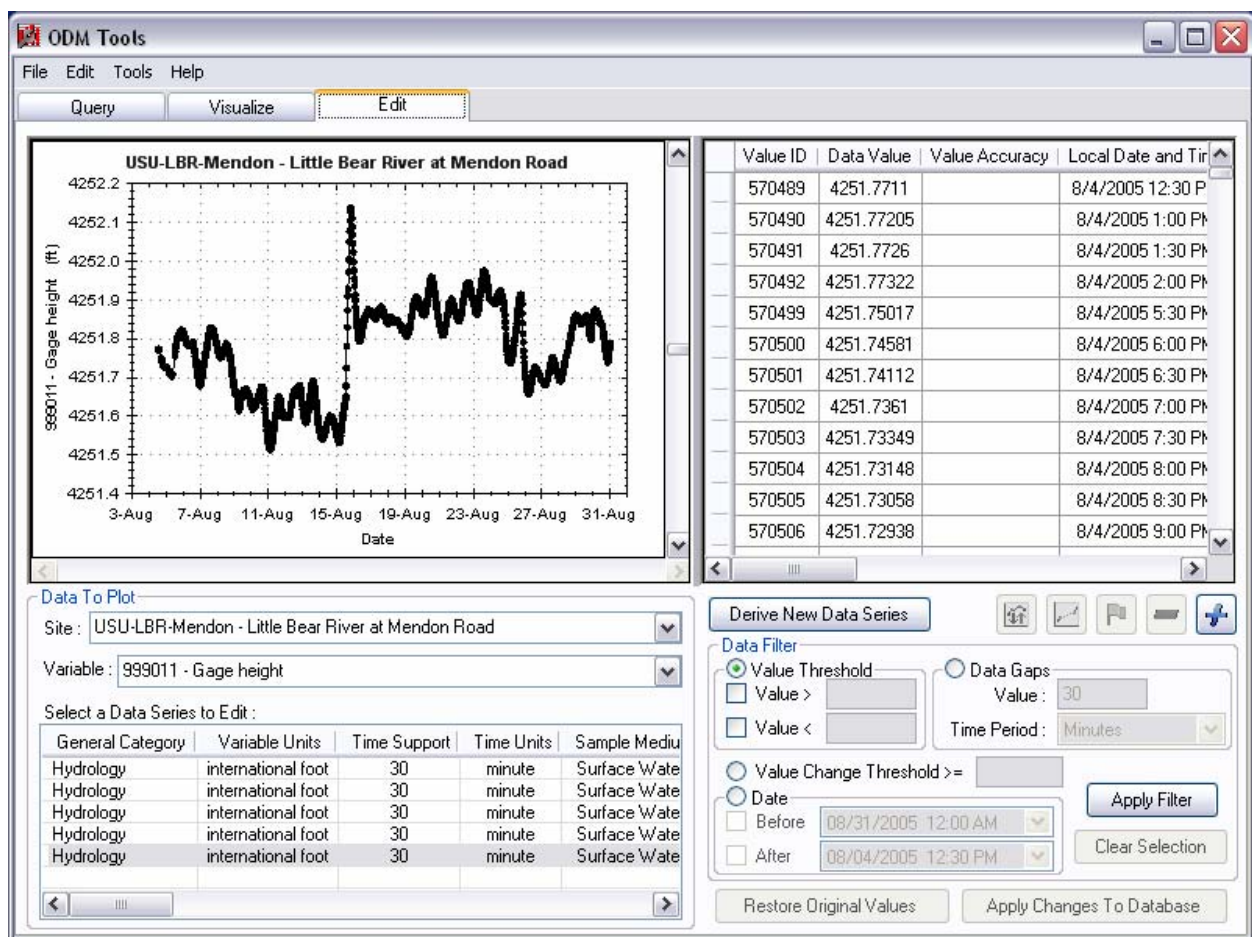 ODM Tools
File Edit Tools Help
Query Visualize Edit
USU-LBR-Mendon - Little Bear River at Mendon Road
999011 - Gage height (ft)
4252.2
4252.1
4252.0
4251.9
4251.8
4251.7
4251.6
4251.5
4251.4
3-Aug 7-Aug 11-Aug 15-Aug 19-Aug 23-Aug 27-Aug 31-Aug
Date
Value ID Data Value Value Accuracy Local Date and Tir
570489 4251.7711 8/4/2005 12:30 P
570490 4251.77205 8/4/2005 1:00 PM
570491 4251.7726 8/4/2005 1:30 PM
570492 4251.77322 8/4/2005 2:00 PM
570499 4251.75017 8/4/2005 5:30 PM
570500 4251.74581 8/4/2005 6:00 PM
570501 4251.74112 8/4/2005 6:30 PM
570502 4251.7361 8/4/2005 7:00 PM
570503 4251.73349 8/4/2005 7:30 PM
570504 4251.73148 8/4/2005 8:00 PM
570505 4251.73058 8/4/2005 8:30 PM
570506 4251.72938 8/4/2005 9:00 PM
Data To Plot
Site : USU-LBR-Mendon - Little Bear River at Mendon Road
Variable : 999011 - Gage height
Select a Data Series to Edit :
General Category Variable Units Time Support Time Units Sample Mediu
Hydrology international foot 30 minute Surface Wate
Hydrology international foot 30 minute Surface Wate
Hydrology international foot 30 minute Surface Wate
Hydrology international foot 30 minute Surface Wate
Hydrology international foot 30 minute Surface Wate
Derive New Data Series
Data Filter
Value Threshold
Value >
Value <
Data Gaps
Value : 30
Time Period : Minutes
Value Change Threshold >=
Date
Before 08/31/2005 12:00 AM
After 08/04/2005 12:30 PM
Apply Filter
Clear Selection
Restore Original Values
Apply Changes To Database